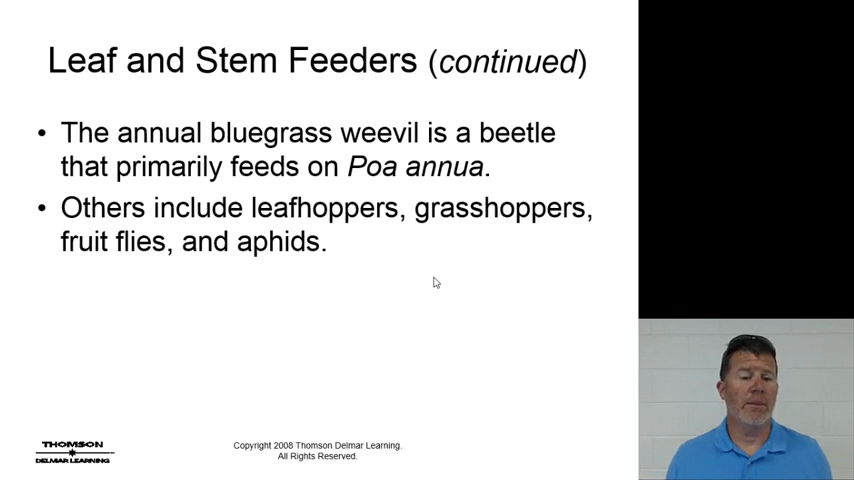 Leaf and Stem Feeders (continued)
• The annual bluegrass weevil is a beetle
that primarily feeds on Poa annua.
• Others include leafhoppers, grasshoppers,
fruit flies, and aphids.
THOMSON
DELMAR LEARNING
Copyright 2008 Thomson Delmar Learning.
All Rights Reserved.